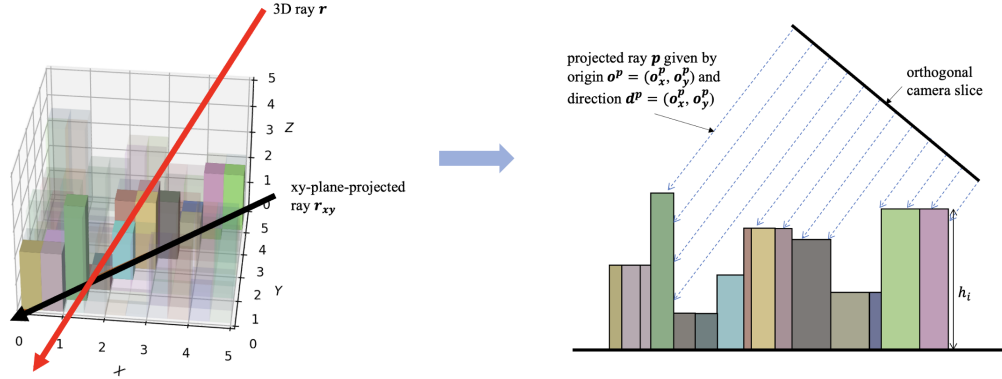 3D ray r
5
4
3
2
1
0
Z
xy-plane-projected
ray r_xy
5
4
3
2
1
0
Y
0
1
2
3
4
5
X
projected ray p given by
origin o^p = (o_x^p, o_y^p) and
direction d^p = (o_x^p, o_y^p)
orthogonal
camera slice
h_i